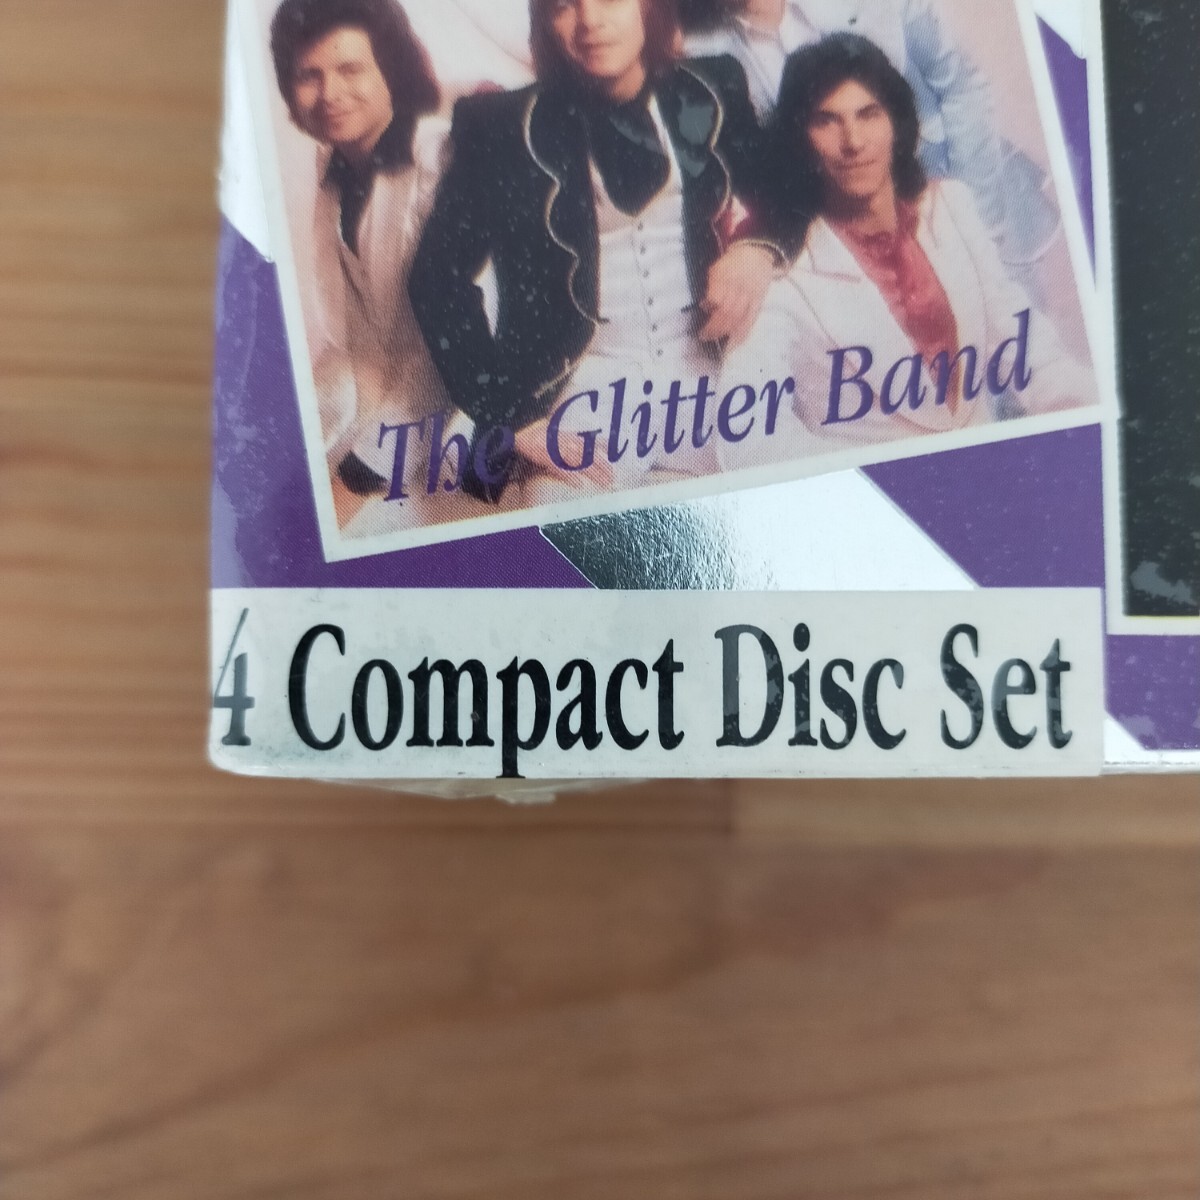 The Glitter Band
4 Compact Disc Set